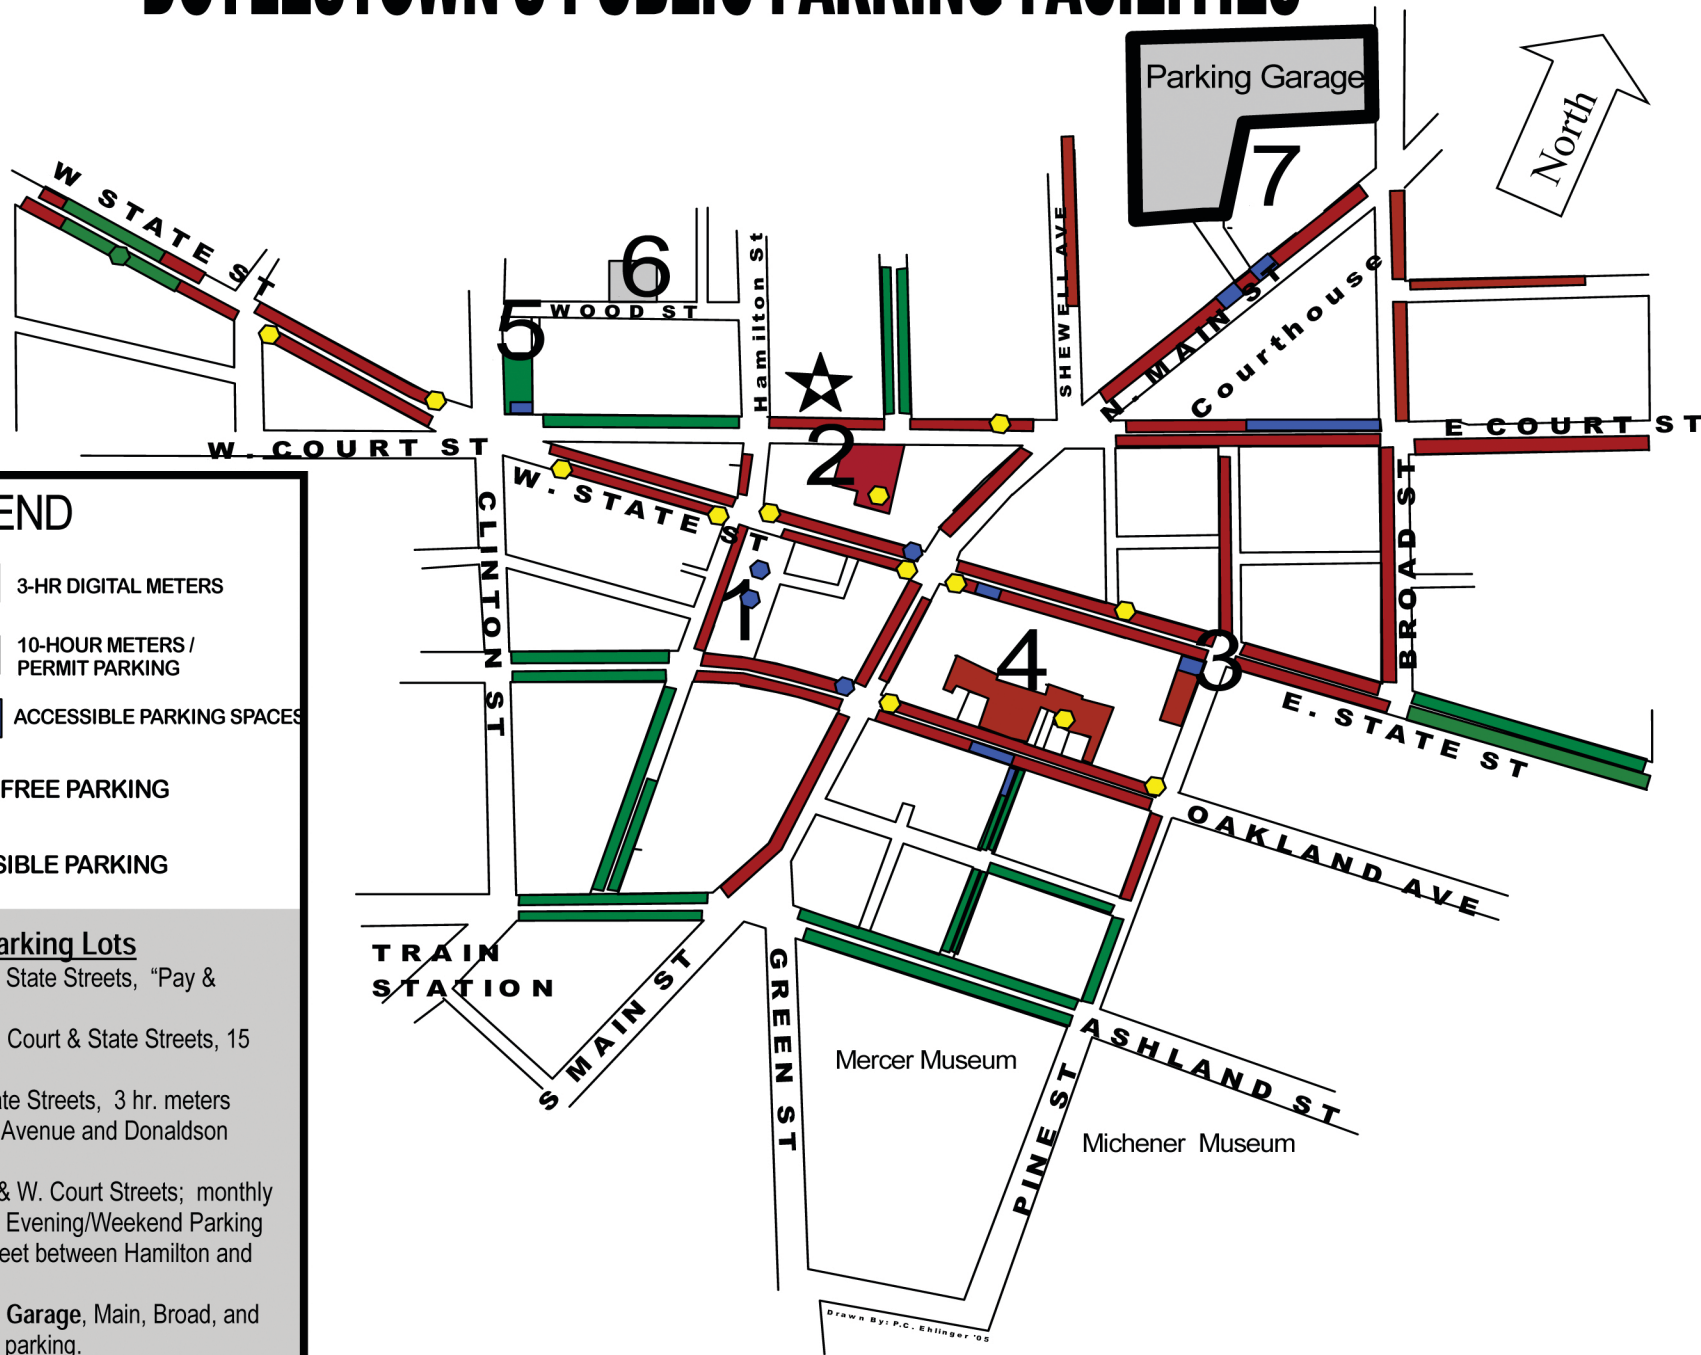 DOYLESTOWN'S PUBLIC PARKING FACILITIES
Parking Garage
North
7
W STATE ST
6
WOOD ST
5
Hamilton St
SHEWELL AVE
N. MAIN ST
Courthouse
W. COURT ST
E COURT ST
2
W. STATE ST
CLINTON ST
1
4
3
BROAD ST
E. STATE ST
OAKLAND AVE
TRAIN
STATION
S MAIN ST
GREEN ST
Mercer Museum
ASHLAND ST
PINE ST
Michener Museum
Drawn By: P.C. Ehlinger '05
END
3-HR DIGITAL METERS
10-HOUR METERS /
PERMIT PARKING
ACCESSIBLE PARKING SPACES
FREE PARKING
SIBLE PARKING
arking Lots
State Streets, “Pay &
Court & State Streets, 15
te Streets, 3 hr. meters
Avenue and Donaldson
& W. Court Streets; monthly
Evening/Weekend Parking
eet between Hamilton and
Garage, Main, Broad, and
parking.